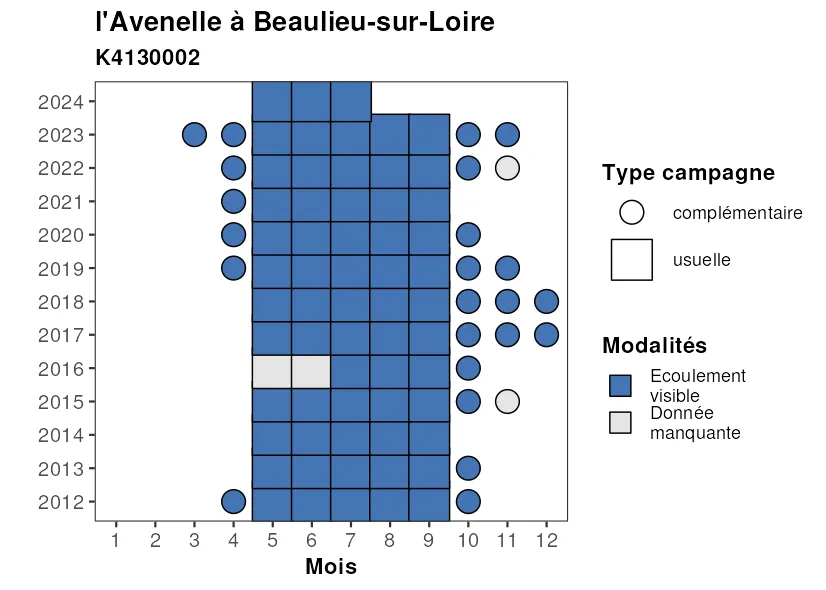 l'Avenelle à Beaulieu-sur-Loire
K4130002
2024
2023
2022
2021
2020
2019
2018
2017
2016
2015
2014
2013
2012
1 2 3 4 5 6 7 8 9 10 11 12
Mois
Type campagne
complémentaire
usuelle
Modalités
Ecoulement
visible
Donnée
manquante